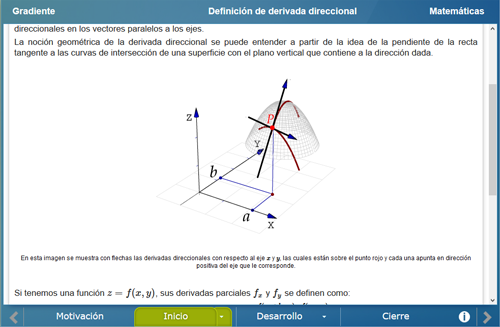 Gradiente Definición de derivada direccional Matemáticas
direccionales en los vectores paralelos a los ejes.
La noción geométrica de la derivada direccional se puede entender a partir de la idea de la pendiente de la recta
tangente a las curvas de intersección de una superficie con el plano vertical que contiene a la dirección dada.
Z
p
Y
b
a
X
En esta imagen se muestra con flechas las derivadas direccionales con respecto al eje x y y, las cuales están sobre el punto rojo y cada una apunta en dirección
positiva del eje que le corresponde.
Si tenemos una función z = f(x, y), sus derivadas parciales fx y fy se definen como:
Motivación Inicio Desarrollo Cierre